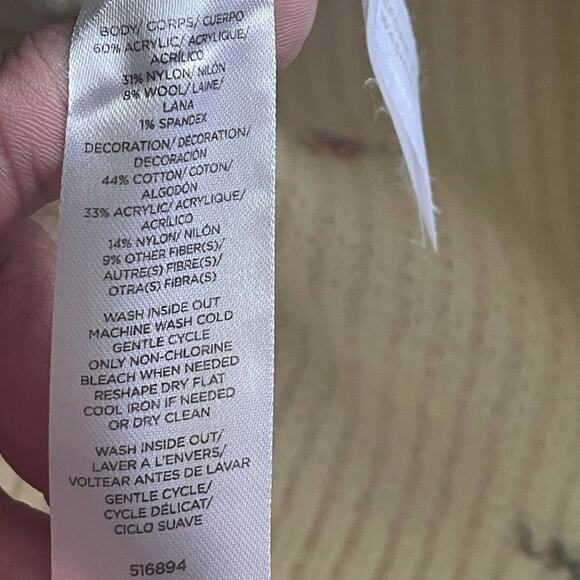 BODY/ CORPS/ CUERPO
60% ACRYLIC/ ACRYLIQUE/
ACRÍLICO
31% NYLON/ NILÓN
8% WOOL/ LAINE/
LANA
1% SPANDEX
DECORATION/ DÉCORATION/
DECORACIÓN
44% COTTON/ COTON/
ALGODÓN
33% ACRYLIC/ ACRYLIQUE/
ACRÍLICO
14% NYLON/ NILÓN
9% OTHER FIBER(S)/
AUTRE(S) FIBRE(S)/
OTRA(S) FIBRA(S)
WASH INSIDE OUT
MACHINE WASH COLD
GENTLE CYCLE
ONLY NON-CHLORINE
BLEACH WHEN NEEDED
RESHAPE DRY FLAT
COOL IRON IF NEEDED
OR DRY CLEAN
WASH INSIDE OUT/
LAVER A L'ENVERS/
VOLTEAR ANTES DE LAVAR
GENTLE CYCLE/
CYCLE DÉLICAT/
CICLO SUAVE
516894